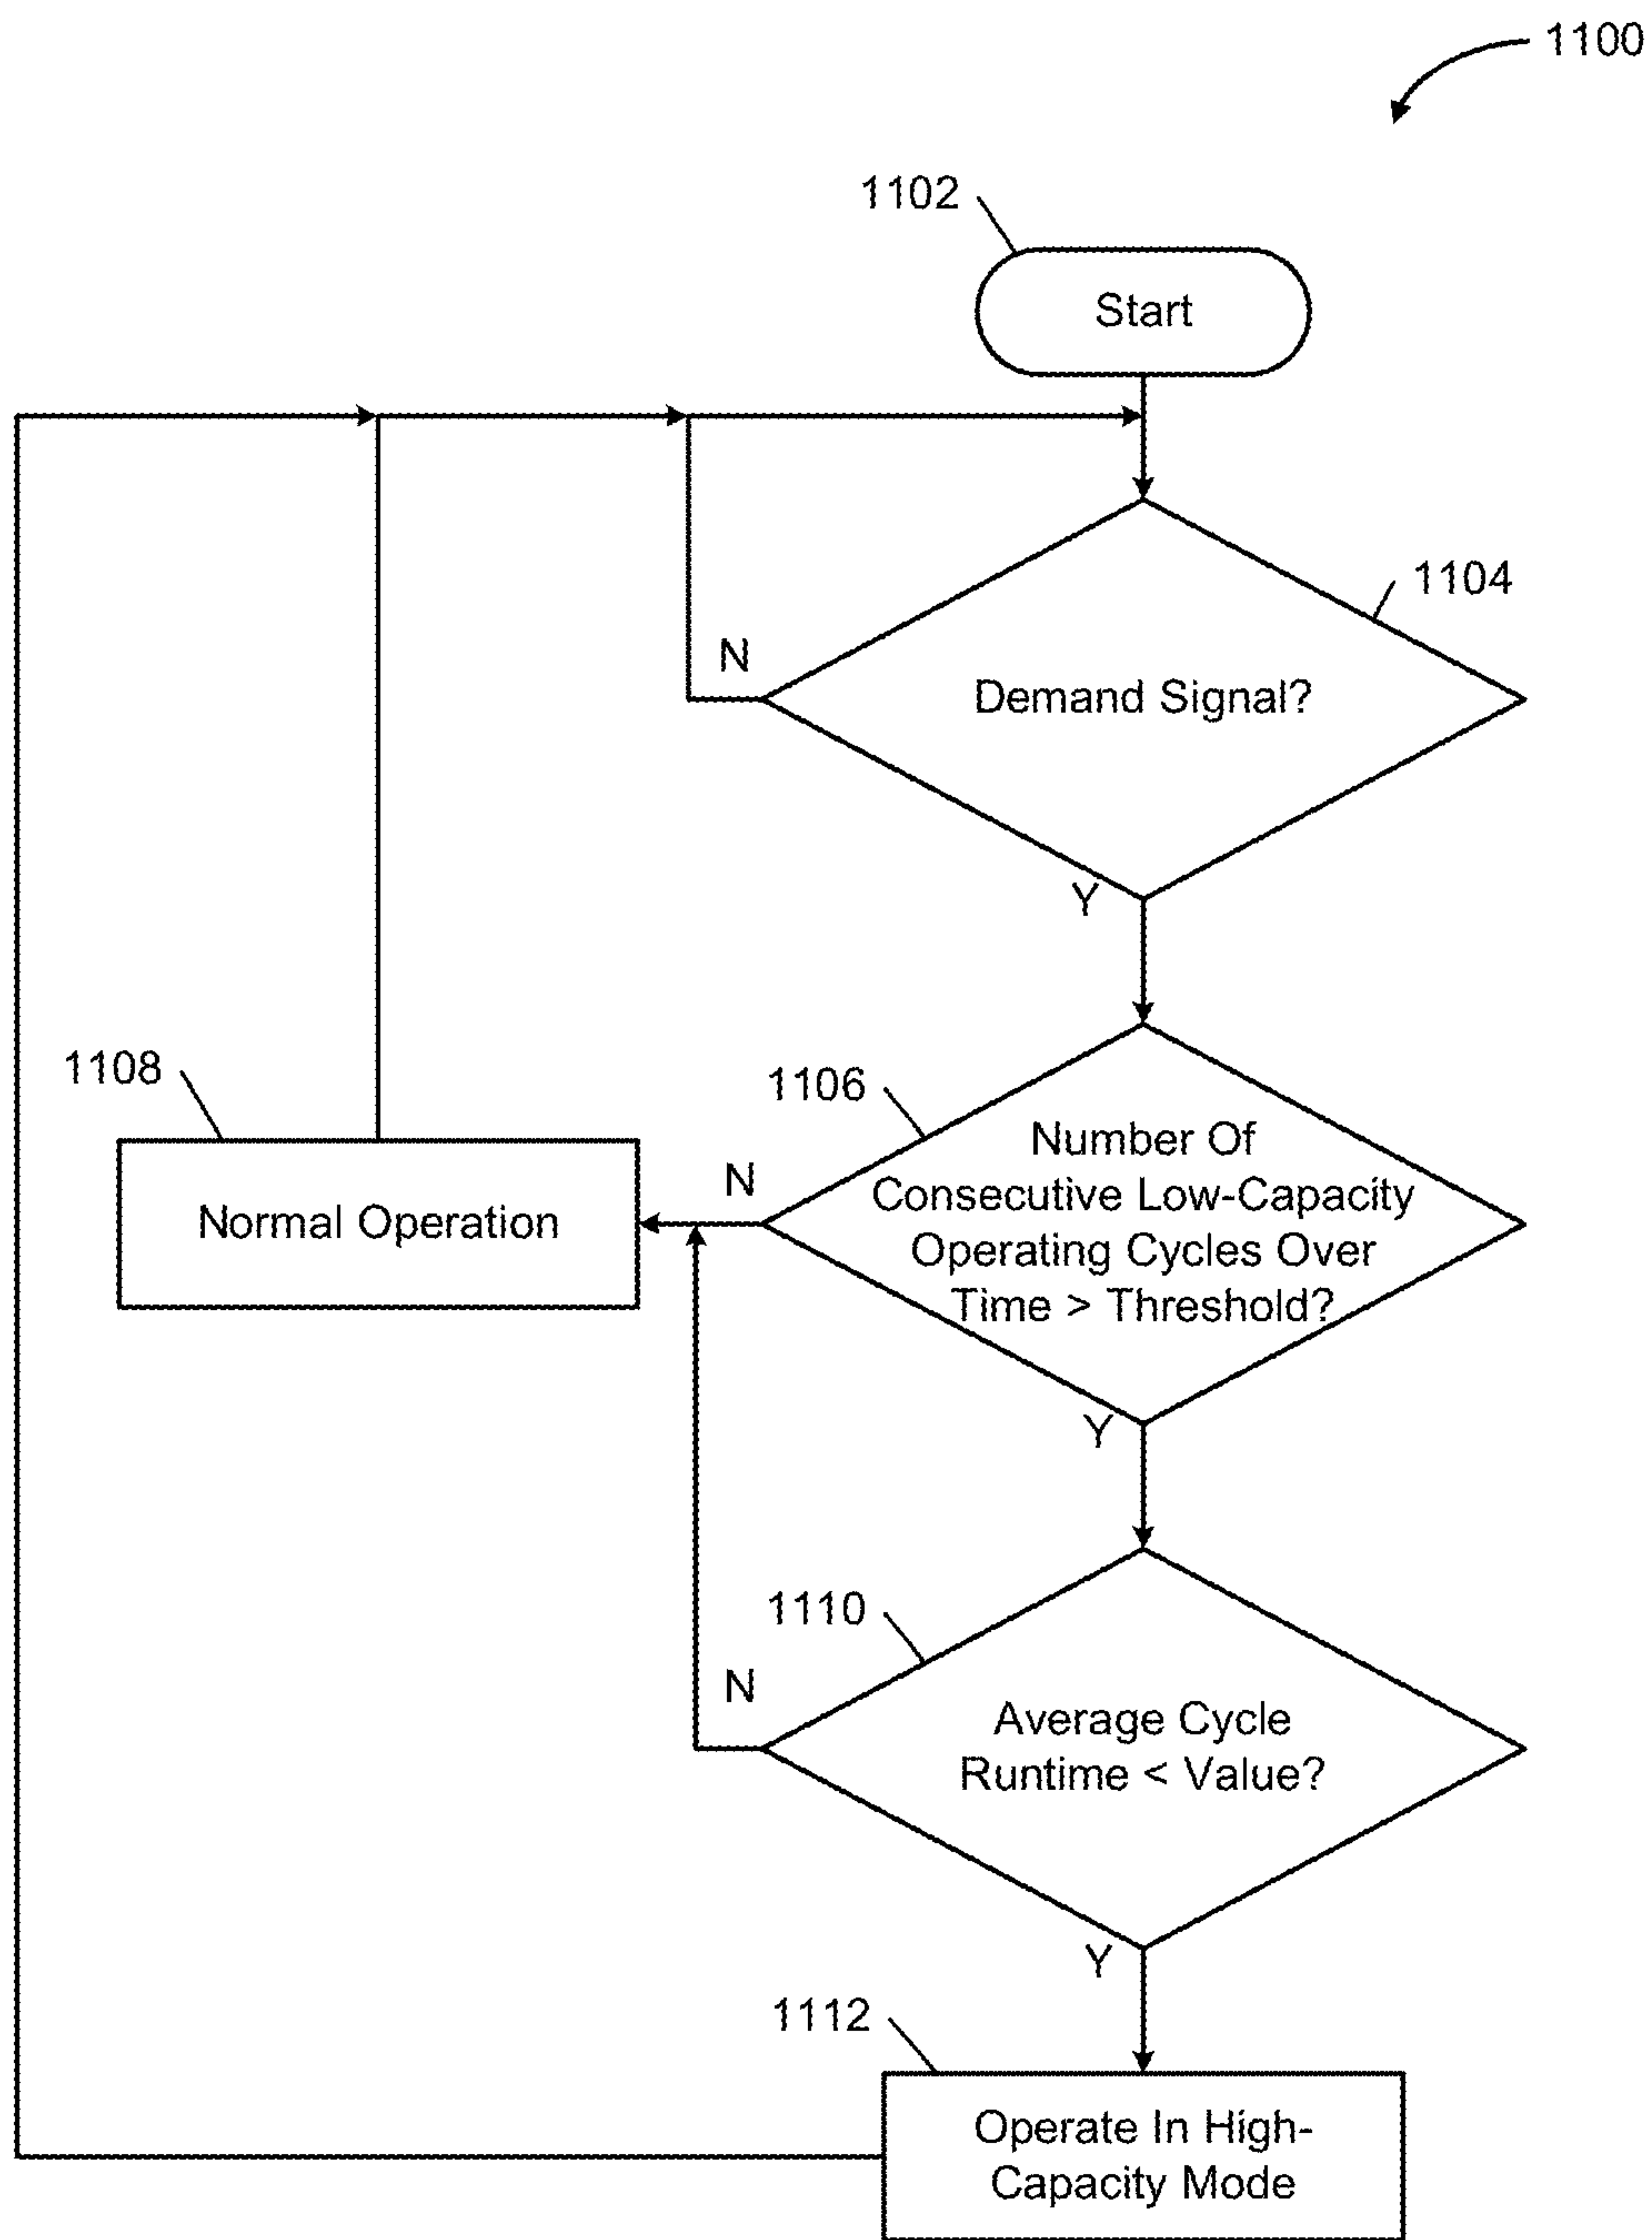 1100
1102
Start
1104
N
Demand Signal?
Y
1108
1106
Normal Operation
N
Number Of
Consecutive Low-Capacity
Operating Cycles Over
Time > Threshold?
Y
1110
N
Average Cycle
Runtime < Value?
Y
1112
Operate In High-
Capacity Mode